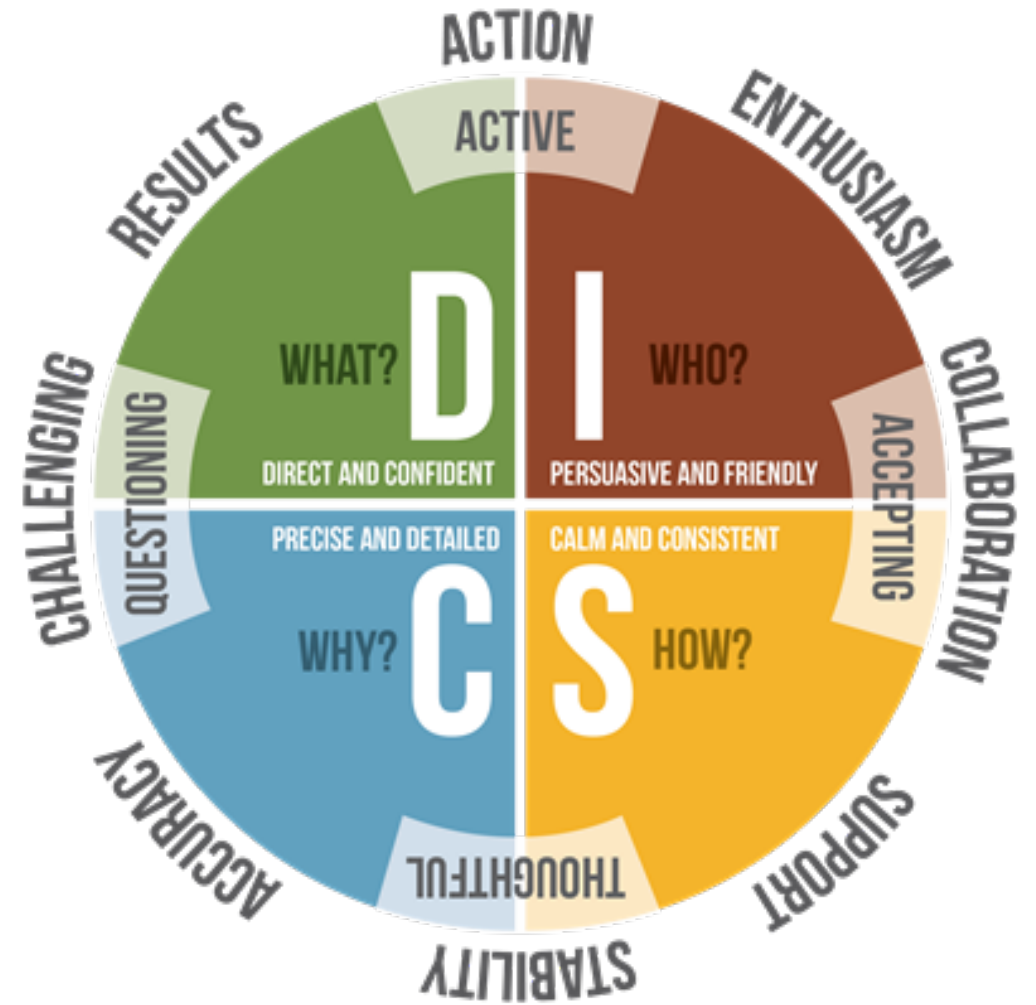 ACTION
ENTHUSIASM
COLLABORATION
SUPPORT
STABILITY
ACCURACY
CHALLENGING
RESULTS
ACTIVE
ACCEPTING
THOUGHTFUL
QUESTIONING
WHAT? D
DIRECT AND CONFIDENT
I WHO?
PERSUASIVE AND FRIENDLY
PRECISE AND DETAILED
WHY? C
CALM AND CONSISTENT
S HOW?